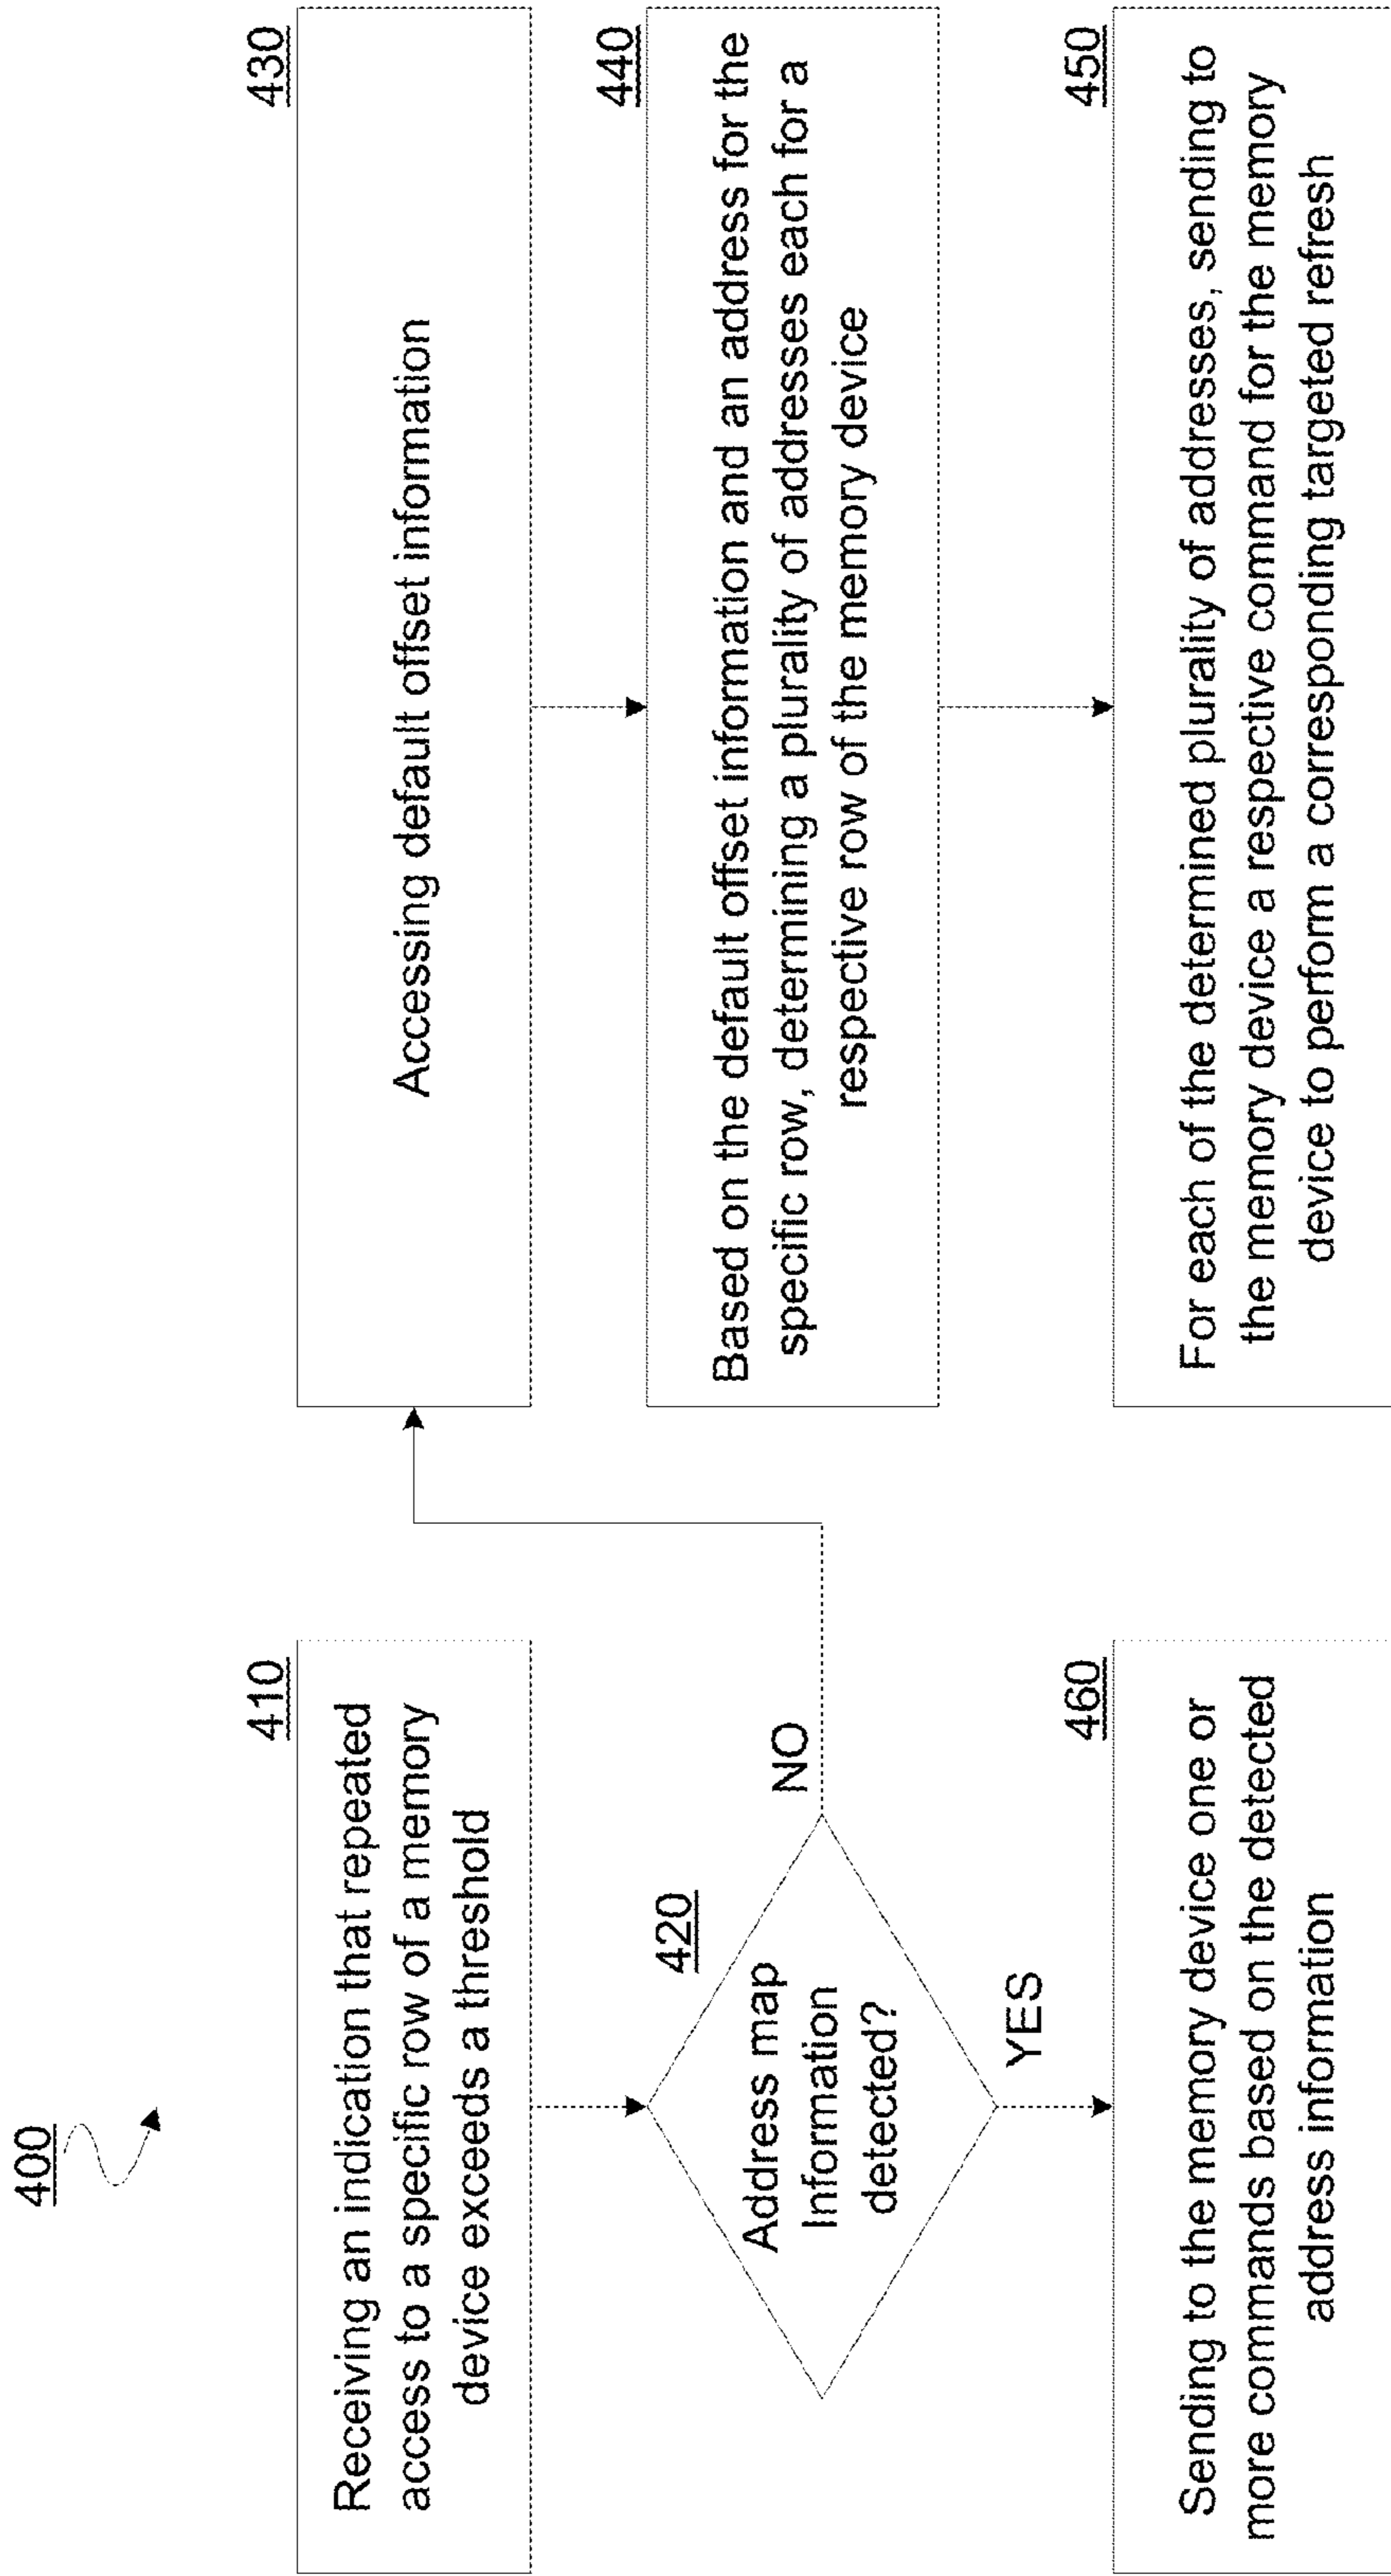 400
410
Receiving an indication that repeated
access to a specific row of a memory
device exceeds a threshold
420
Address map
Information
detected?
NO
YES
460
Sending to the memory device one or
more commands based on the detected
address information
430
Accessing default offset information
440
Based on the default offset information and an address for the
specific row, determining a plurality of addresses each for a
respective row of the memory device
450
For each of the determined plurality of addresses, sending to
the memory device a respective command for the memory
device to perform a corresponding targeted refresh